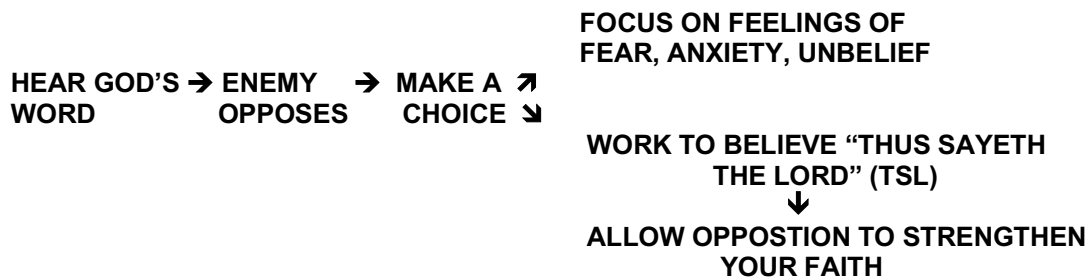 FOCUS ON FEELINGS OF
FEAR, ANXIETY, UNBELIEF
HEAR GOD'S → ENEMY → MAKE A ↗
WORD OPPOSES CHOICE ↘
WORK TO BELIEVE “THUS SAYETH
THE LORD” (TSL)
↓
ALLOW OPPOSTION TO STRENGTHEN
YOUR FAITH